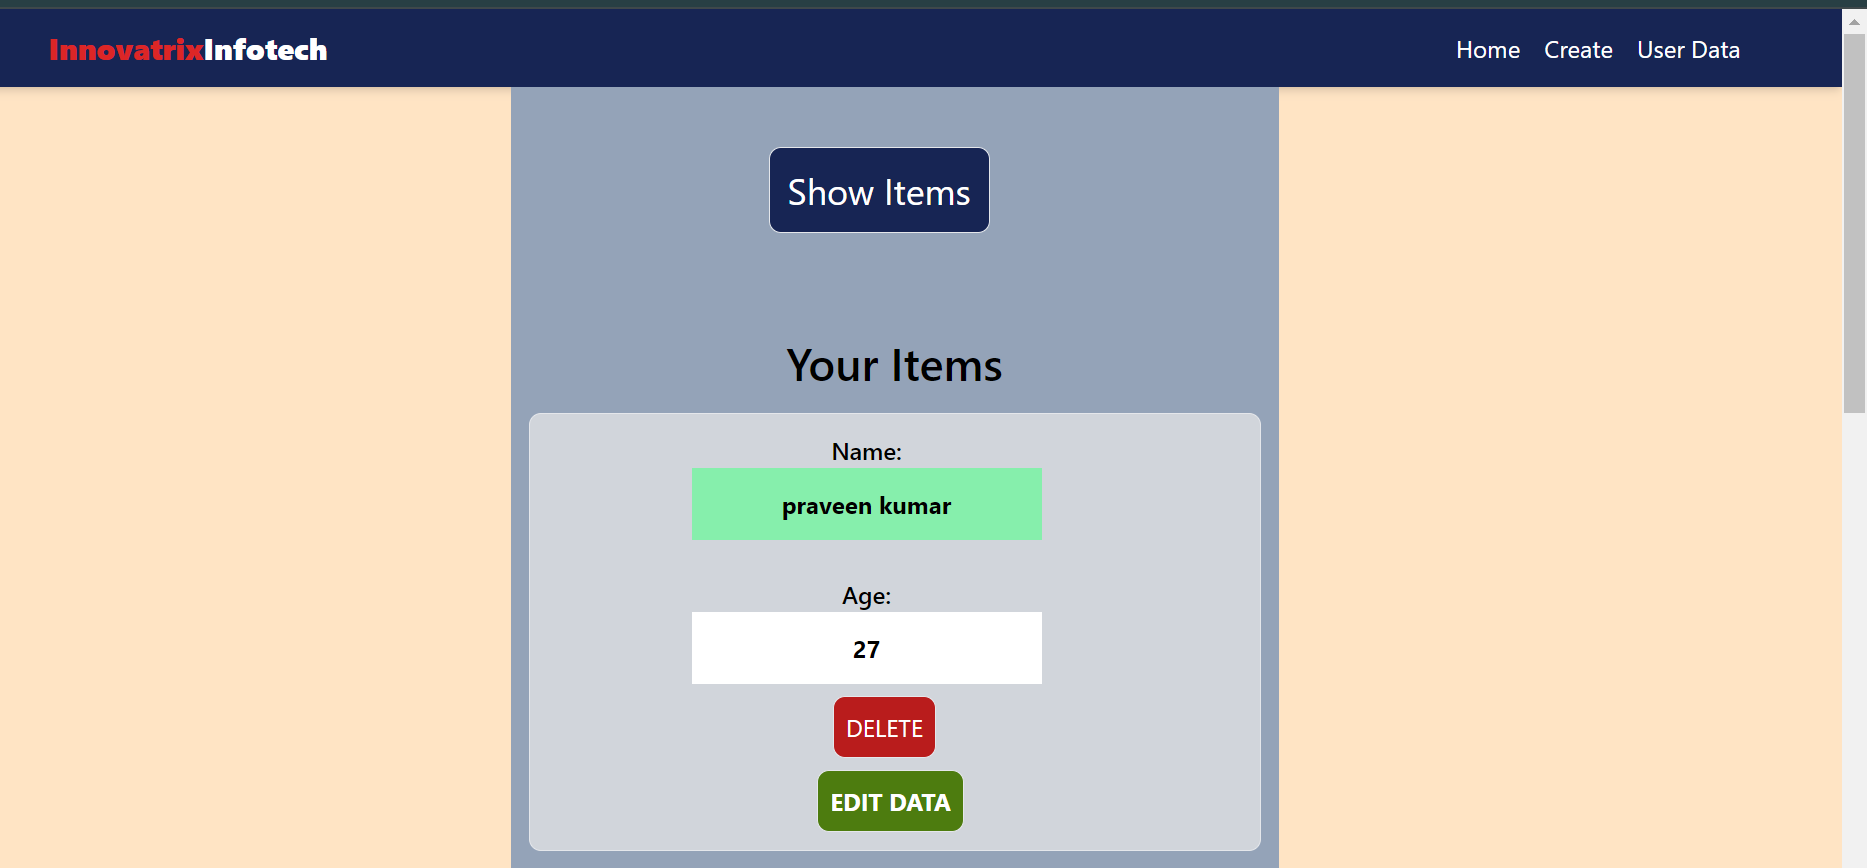 InnovatrixInfotech
Home Create User Data
Show Items
Your Items
Name:
praveen kumar
Age:
27
DELETE
EDIT DATA